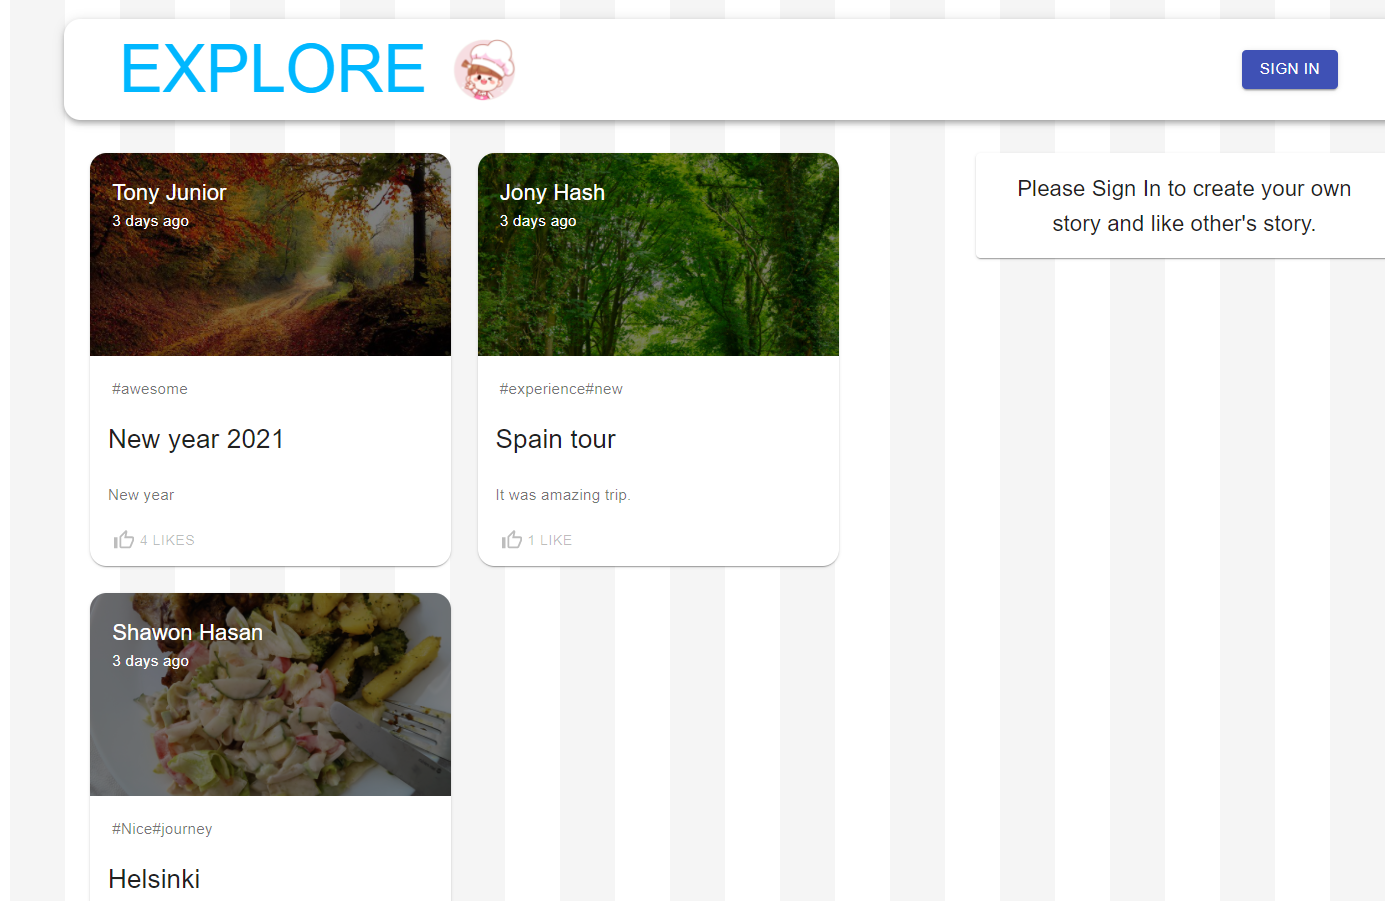 EXPLORE
SIGN IN
Tony Junior
3 days ago
#awesome
New year 2021
New year
4 LIKES
Jony Hash
3 days ago
#experience#new
Spain tour
It was amazing trip.
1 LIKE
Please Sign In to create your own
story and like other's story.
Shawon Hasan
3 days ago
#Nice#journey
Helsinki